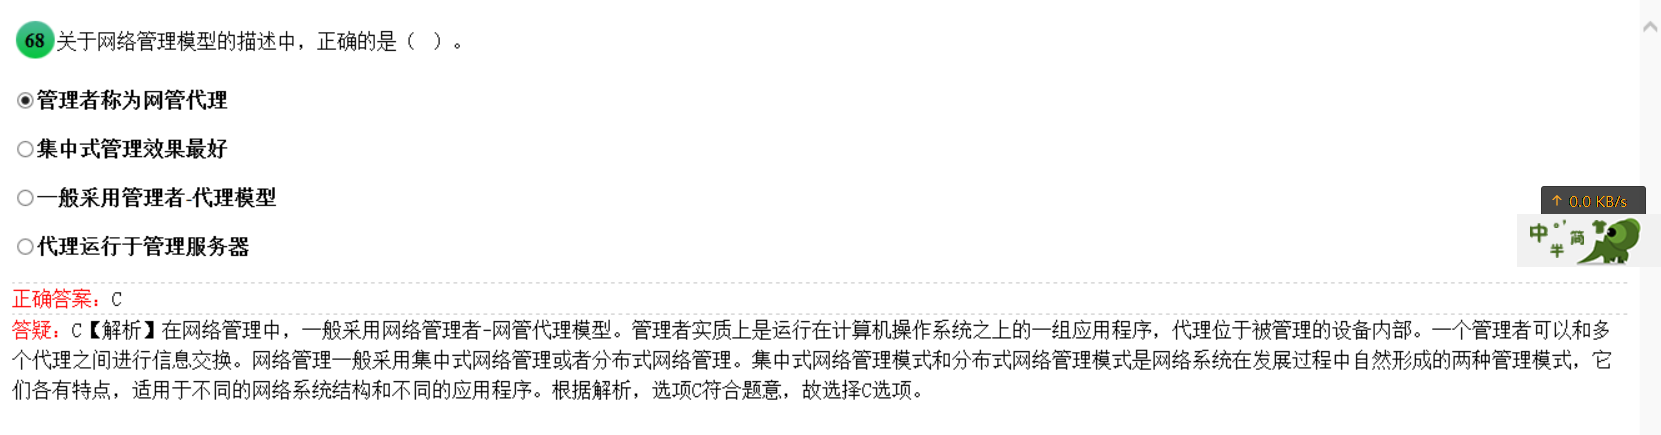 68 关于网络管理模型的描述中，正确的是（ ）。
管理者称为网管代理
集中式管理效果最好
一般采用管理者-代理模型
↑ 0.0 KB/s
中 °’ 简
半
代理运行于管理服务器
正确答案：C
答疑：C【解析】在网络管理中，一般采用网络管理者-网管代理模型。管理者实质上是运行在计算机操作系统之上的一组应用程序，代理位于被管理的设备内部。一个管理者可以和多
个代理之间进行信息交换。网络管理一般采用集中式网络管理或者分布式网络管理。集中式网络管理模式和分布式网络管理模式是网络系统在发展过程中自然形成的两种管理模式，它
们各有特点，适用于不同的网络系统结构和不同的应用程序。根据解析，选项C符合题意，故选择C选项。